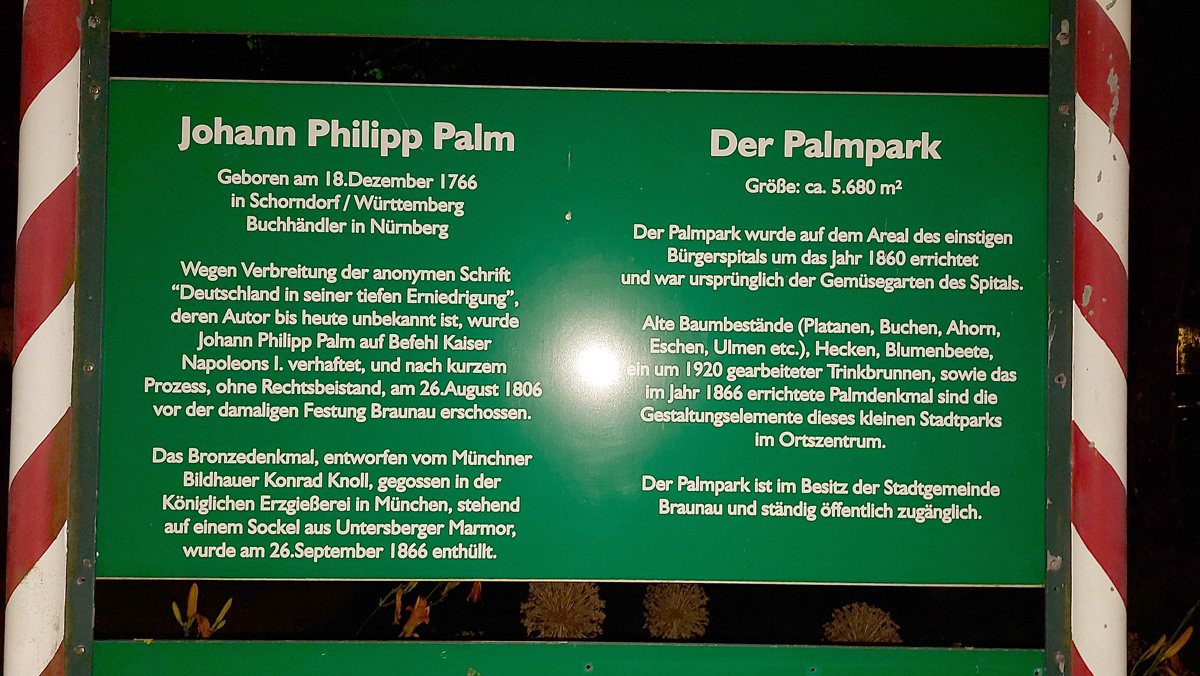 Johann Philipp Palm
Geboren am 18.Dezember 1766
in Schorndorf / Württemberg
Buchhändler in Nürnberg
Wegen Verbreitung der anonymen Schrift
“Deutschland in seiner tiefen Erniedrigung”,
deren Autor bis heute unbekannt ist, wurde
Johann Philipp Palm auf Befehl Kaiser
Napoleons I. verhaftet, und nach kurzem
Prozess, ohne Rechtsbeistand, am 26.August 1806
vor der damaligen Festung Braunau erschossen.
Das Bronzedenkmal, entworfen vom Münchner
Bildhauer Konrad Knoll, gegossen in der
Königlichen Erzgießerei in München, stehend
auf einem Sockel aus Untersberger Marmor,
wurde am 26.September 1866 enthüllt.
Der Palmpark
Größe: ca. 5.680 m²
Der Palmpark wurde auf dem Areal des einstigen
Bürgerspitals um das Jahr 1860 errichtet
und war ursprünglich der Gemüsegarten des Spitals.
Alte Baumbestände (Platanen, Buchen, Ahorn,
Eschen, Ulmen etc.), Hecken, Blumenbeete,
ein um 1920 gearbeiteter Trinkbrunnen, sowie das
im Jahr 1866 errichtete Palmdenkmal sind die
Gestaltungselemente dieses kleinen Stadtparks
im Ortszentrum.
Der Palmpark ist im Besitz der Stadtgemeinde
Braunau und ständig öffentlich zugänglich.